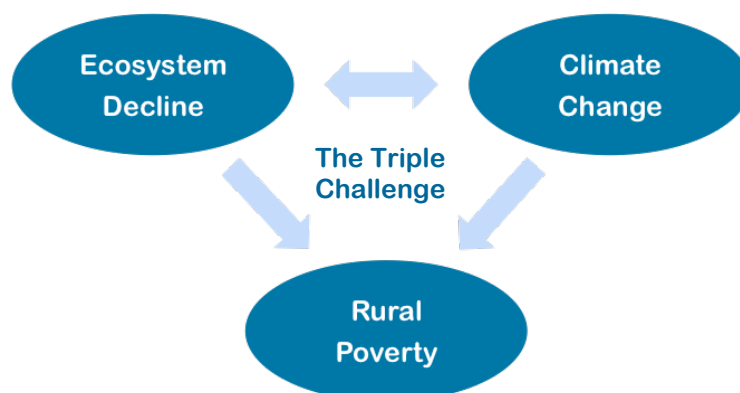 Ecosystem
Decline
Climate
Change
The Triple
Challenge
Rural
Poverty